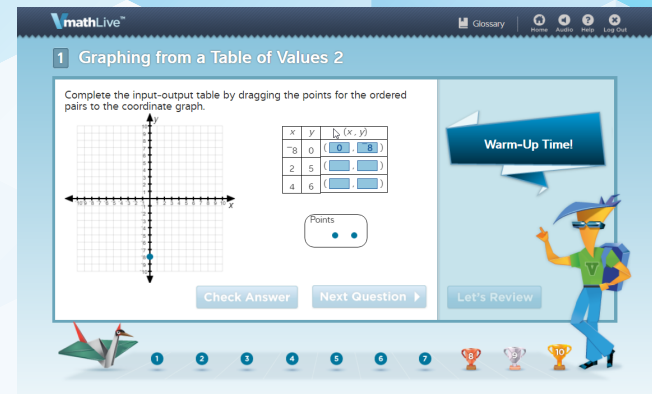 VmathLive™
Glossary
Home Audio Help Log Out
1 Graphing from a Table of Values 2
Complete the input-output table by dragging the points for the ordered
pairs to the coordinate graph.
y
x
x y (x, y)
⁻8 0 ( 0 , ⁻8 )
2 5 ( , )
4 6 ( , )
Points
Warm-Up Time!
Check Answer Next Question Let's Review
V
1 2 3 4 5 6 7 8 9 10